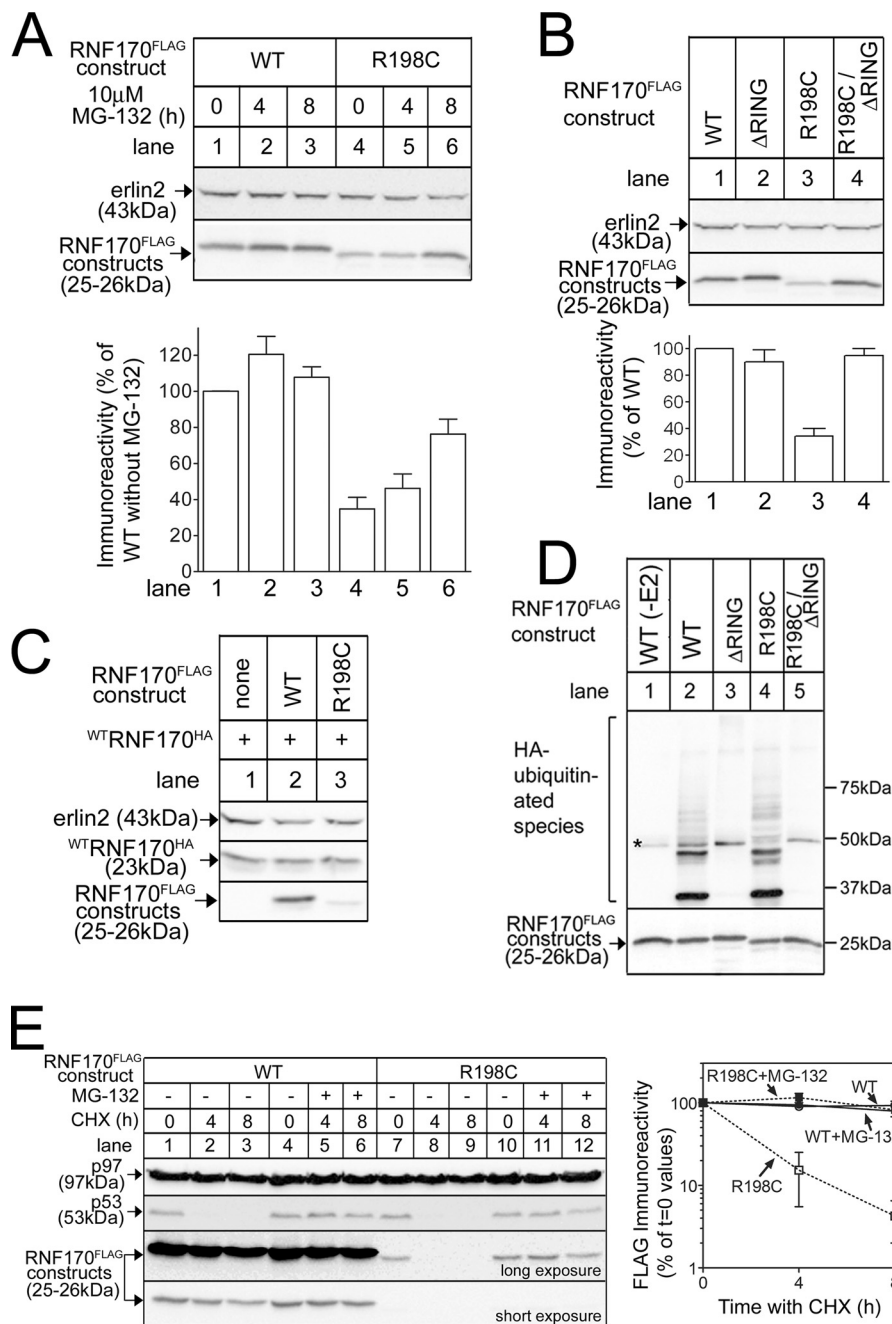 A
RNF170FLAG construct WT R198C
10μM MG-132 (h) 0 4 8 0 4 8
lane 1 2 3 4 5 6
erlin2 (43kDa)
RNF170FLAG constructs (25-26kDa)
Immunoreactivity (% of WT without MG-132)
120
100
80
60
40
20
0
lane 1 2 3 4 5 6
B
RNF170FLAG construct WT ΔRING R198C R198C/ΔRING
lane 1 2 3 4
erlin2 (43kDa)
RNF170FLAG constructs (25-26kDa)
Immunoreactivity (% of WT)
100
80
60
40
20
0
lane 1 2 3 4
C
RNF170FLAG construct none WT R198C
WTRNF170HA + + +
lane 1 2 3
erlin2 (43kDa)
WTRNF170HA (23kDa)
RNF170FLAG constructs (25-26kDa)
D
RNF170FLAG construct WT (-E2) WT ΔRING R198C R198C/ΔRING
lane 1 2 3 4 5
HA-ubiquitin-ated species
*
75kDa
50kDa
37kDa
RNF170FLAG constructs (25-26kDa)
25kDa
E
RNF170FLAG construct WT R198C
MG-132 - - - - + + - - - - + +
CHX (h) 0 4 8 0 4 8 0 4 8 0 4 8
lane 1 2 3 4 5 6 7 8 9 10 11 12
p97 (97kDa)
p53 (53kDa)
RNF170FLAG constructs (25-26kDa)
long exposure
short exposure
FLAG Immunoreactivity (% of t=0 values)
100
10
1
R198C+MG-132
WT
WT+MG-13
R198C
0 4 8
Time with CHX (h)